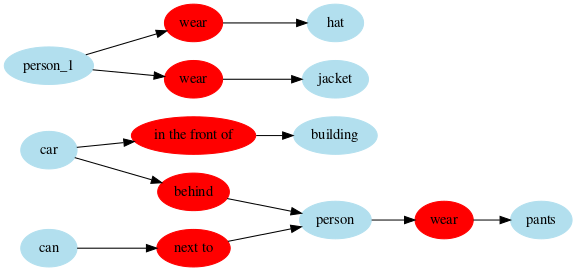 wear
hat
person_1
wear
jacket
in the front of
building
car
behind
person
wear
pants
can
next to